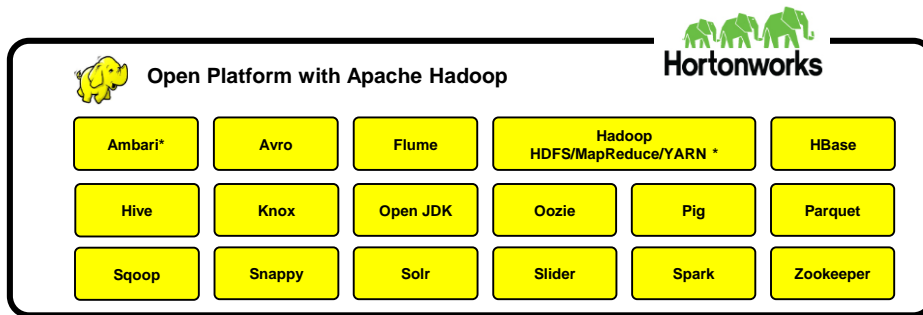 Hortonworks
Open Platform with Apache Hadoop
Ambari*
Avro
Flume
Hadoop
HDFS/MapReduce/YARN *
HBase
Hive
Knox
Open JDK
Oozie
Pig
Parquet
Sqoop
Snappy
Solr
Slider
Spark
Zookeeper